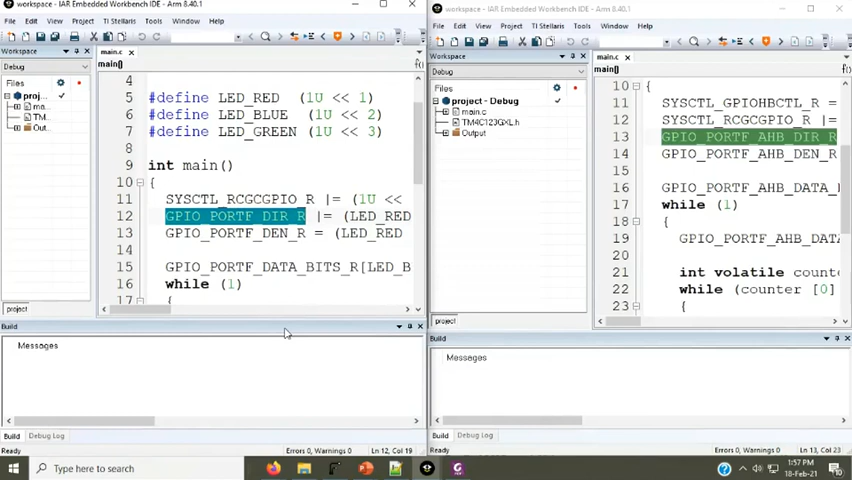 workspace - IAR Embedded Workbench IDE - Arm 8.40.1
File Edit View Project TI Stellaris Tools Window Help
Workspace
main.c
Debug
main()
Files
proj...
ma...
TM...
Out...
4
5 #define LED_RED (1U << 1)
6 #define LED_BLUE (1U << 2)
7 #define LED_GREEN (1U << 3)
8
9 int main()
10 {
11 SYSCTL_RCGCGPIO_R |= (1U <<
12 GPIO_PORTF_DIR_R |= (LED_RED
13 GPIO_PORTF_DEN_R = (LED_RED
14
15 GPIO_PORTF_DATA_BITS_R[LED_B
16 while (1)
17 {
project
Build
Messages
Build Debug Log
Ready Errors 0, Warnings 0 Ln 12, Col 19
workspace - IAR Embedded Workbench IDE - Arm 8.40.1
File Edit View Project TI Stellaris Tools Window Help
Workspace
main.c
Debug
main()
Files
project - Debug
main.c
TM4C123GXL.h
Output
10 {
11 SYSCTL_GPIOHBCTL_R =
12 SYSCTL_RCGCGPIO_R |=
13 GPIO_PORTF_AHB_DIR_R
14 GPIO_PORTF_AHB_DEN_R
16 GPIO_PORTF_AHB_DATA_
17 while (1)
18 {
19 GPIO_PORTF_AHB_DATA
21 int volatile count
22 while (counter [0]
23 {
project
Build
Messages
Build Debug Log
Ready Errors 0, Warnings 0 Ln 13, Col 23
Type here to search
1:57 PM
18-Feb-21